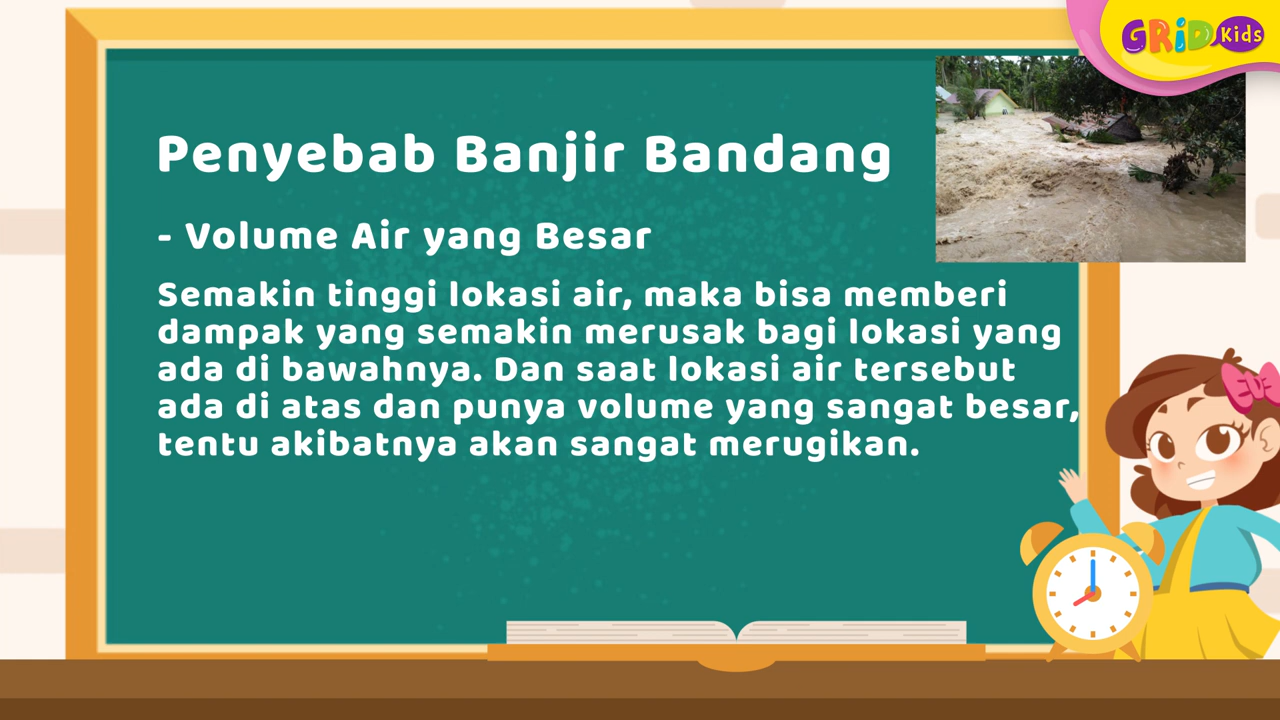 GRID Kids
Penyebab Banjir Bandang
- Volume Air yang Besar
Semakin tinggi lokasi air, maka bisa memberi
dampak yang semakin merusak bagi lokasi yang
ada di bawahnya. Dan saat lokasi air tersebut
ada di atas dan punya volume yang sangat besar,
tentu akibatnya akan sangat merugikan.